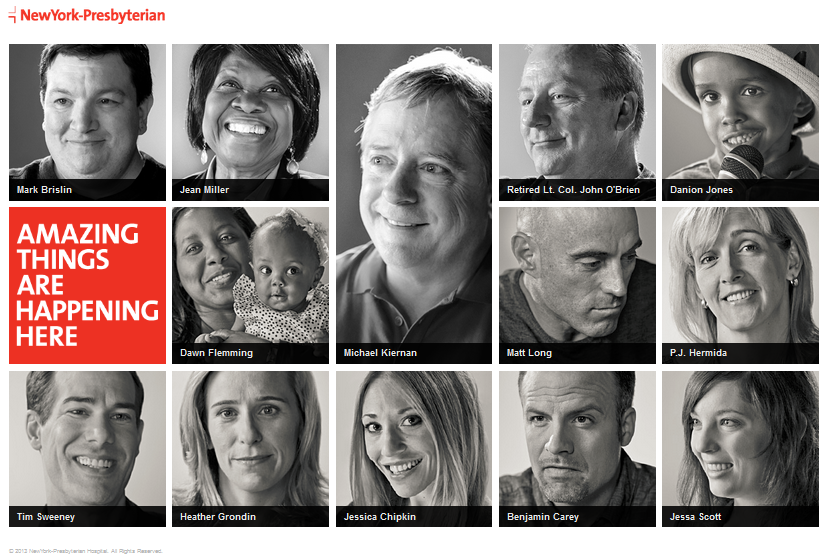 NewYork-Presbyterian
Mark Brislin
Jean Miller
Retired Lt. Col. John O'Brien
Danion Jones
AMAZING
THINGS
ARE
HAPPENING
HERE
Dawn Flemming
Michael Kiernan
Matt Long
P.J. Hermida
Tim Sweeney
Heather Grondin
Jessica Chipkin
Benjamin Carey
Jessa Scott
© 2013 NewYork-Presbyterian Hospital. All Rights Reserved.